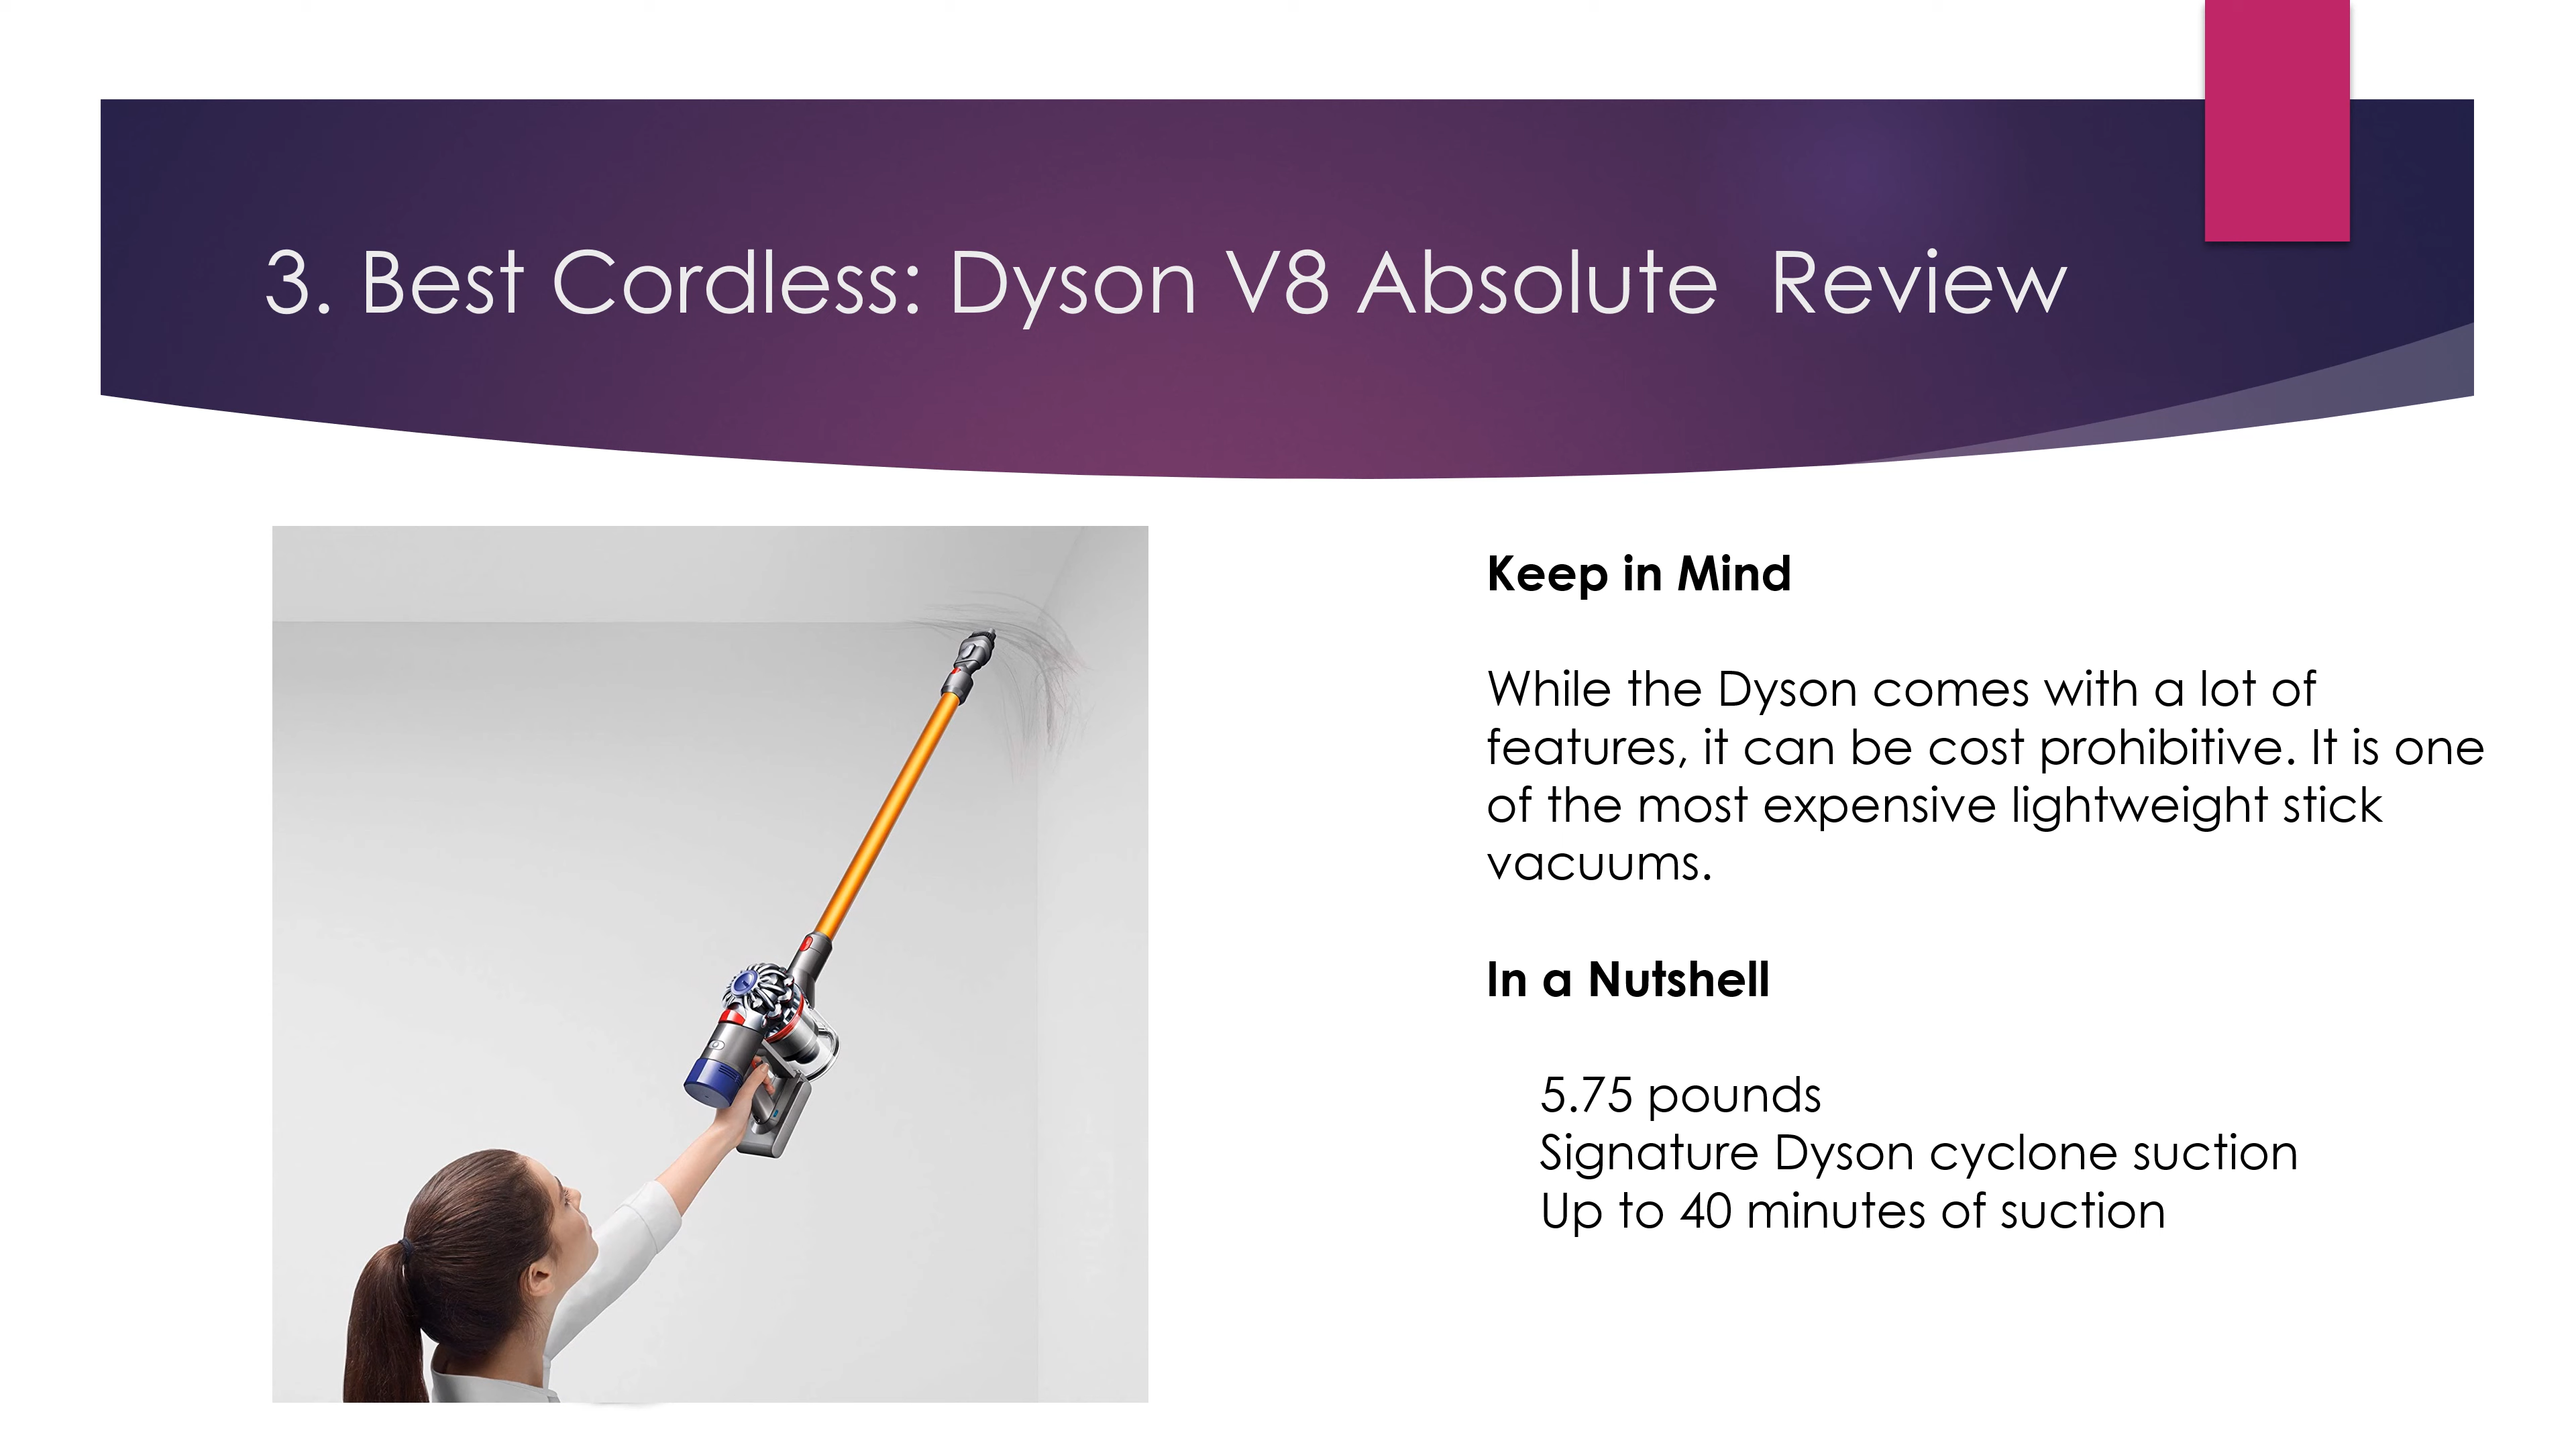 3. Best Cordless: Dyson V8 Absolute  Review
Keep in Mind
While the Dyson comes with a lot of
features, it can be cost prohibitive. It is one
of the most expensive lightweight stick
vacuums.
In a Nutshell
5.75 pounds
Signature Dyson cyclone suction
Up to 40 minutes of suction